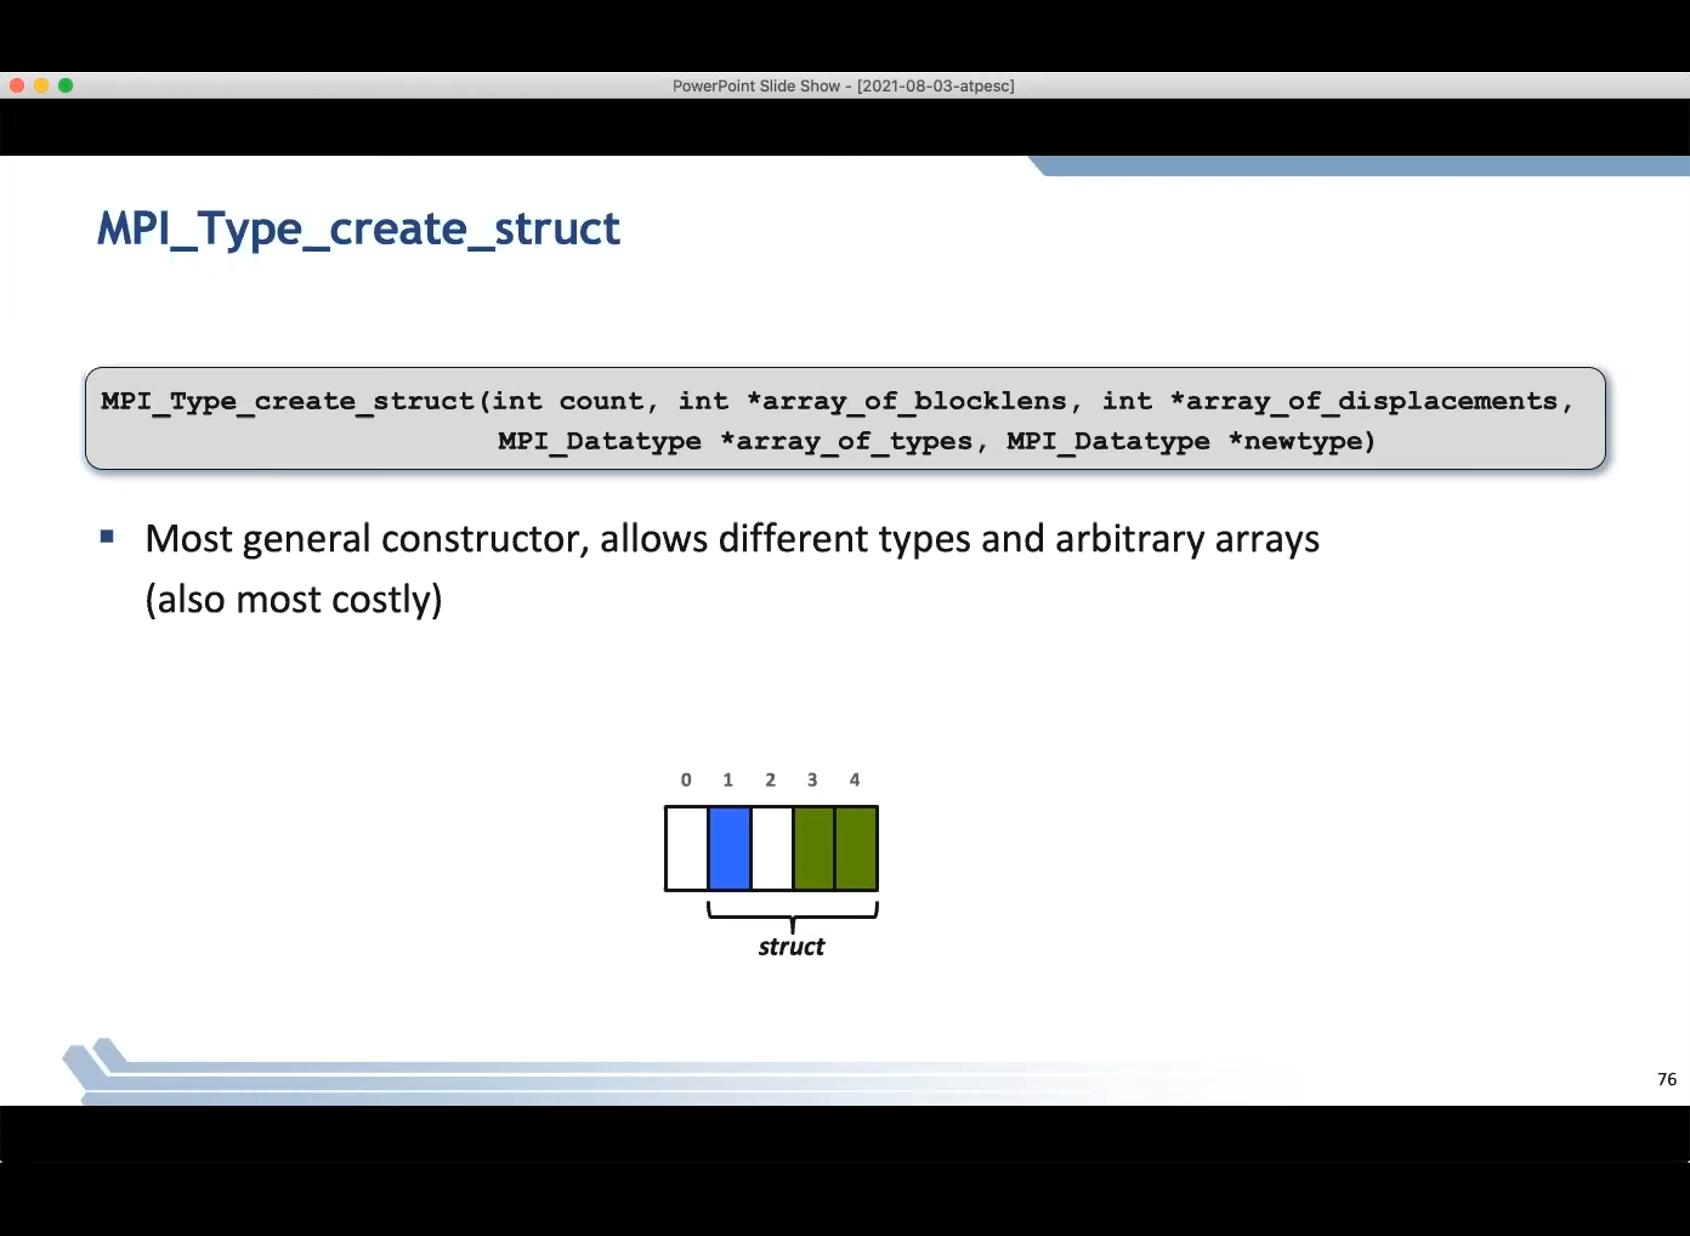 PowerPoint Slide Show - [2021-08-03-atpesc]
MPI_Type_create_struct
MPI_Type_create_struct(int count, int *array_of_blocklens, int *array_of_displacements,
MPI_Datatype *array_of_types, MPI_Datatype *newtype)
▪ Most general constructor, allows different types and arbitrary arrays
(also most costly)
0 1 2 3 4
struct
76